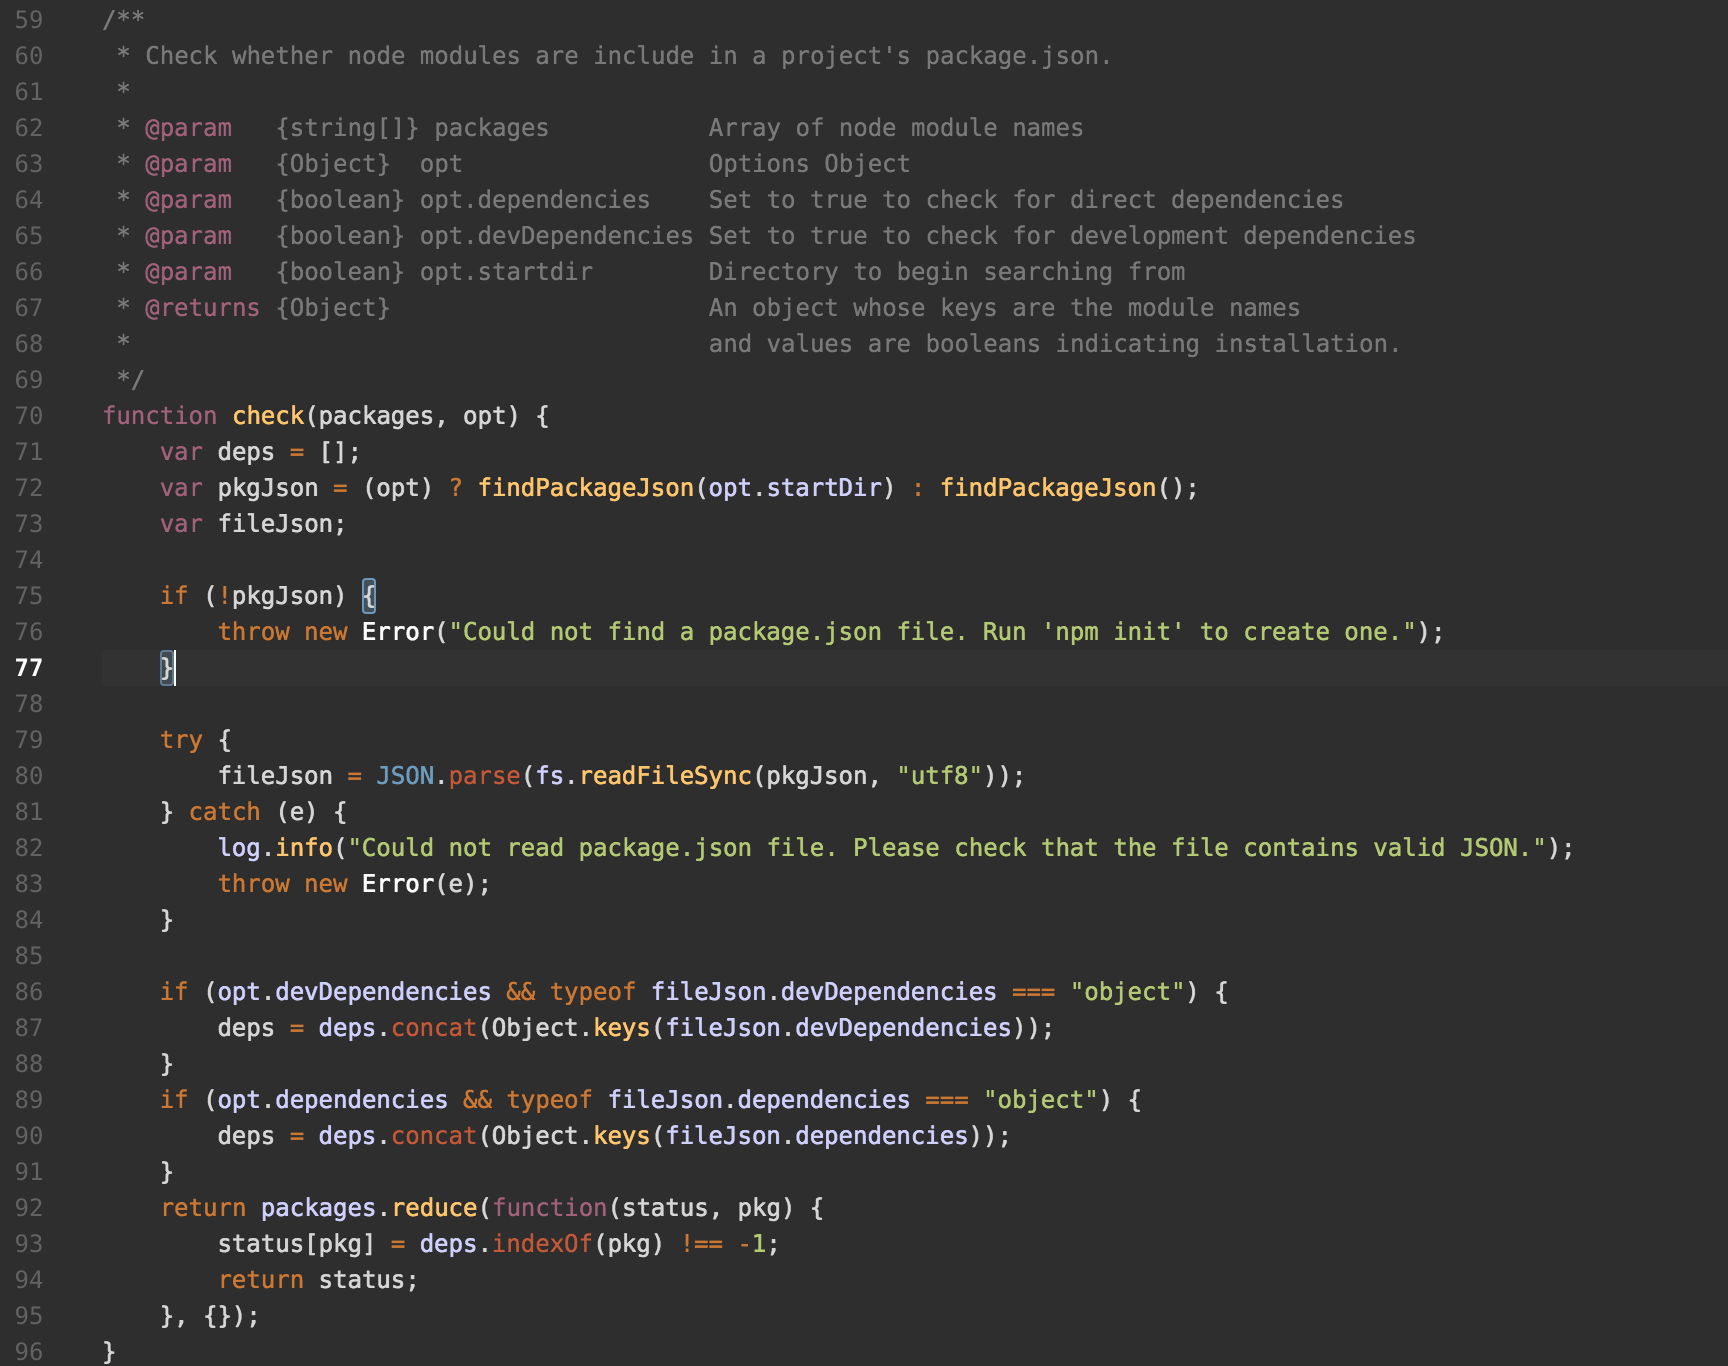 59 /**
60  * Check whether node modules are include in a project's package.json.
61  *
62  * @param   {string[]} packages           Array of node module names
63  * @param   {Object}  opt                 Options Object
64  * @param   {boolean} opt.dependencies    Set to true to check for direct dependencies
65  * @param   {boolean} opt.devDependencies Set to true to check for development dependencies
66  * @param   {boolean} opt.startdir        Directory to begin searching from
67  * @returns {Object}                      An object whose keys are the module names
68  *                                        and values are booleans indicating installation.
69  */
70 function check(packages, opt) {
71     var deps = [];
72     var pkgJson = (opt) ? findPackageJson(opt.startDir) : findPackageJson();
73     var fileJson;
74
75     if (!pkgJson) {
76         throw new Error("Could not find a package.json file. Run 'npm init' to create one.");
77     }
78
79     try {
80         fileJson = JSON.parse(fs.readFileSync(pkgJson, "utf8"));
81     } catch (e) {
82         log.info("Could not read package.json file. Please check that the file contains valid JSON.");
83         throw new Error(e);
84     }
85
86     if (opt.devDependencies && typeof fileJson.devDependencies === "object") {
87         deps = deps.concat(Object.keys(fileJson.devDependencies));
88     }
89     if (opt.dependencies && typeof fileJson.dependencies === "object") {
90         deps = deps.concat(Object.keys(fileJson.dependencies));
91     }
92     return packages.reduce(function(status, pkg) {
93         status[pkg] = deps.indexOf(pkg) !== -1;
94         return status;
95     }, {});
96 }